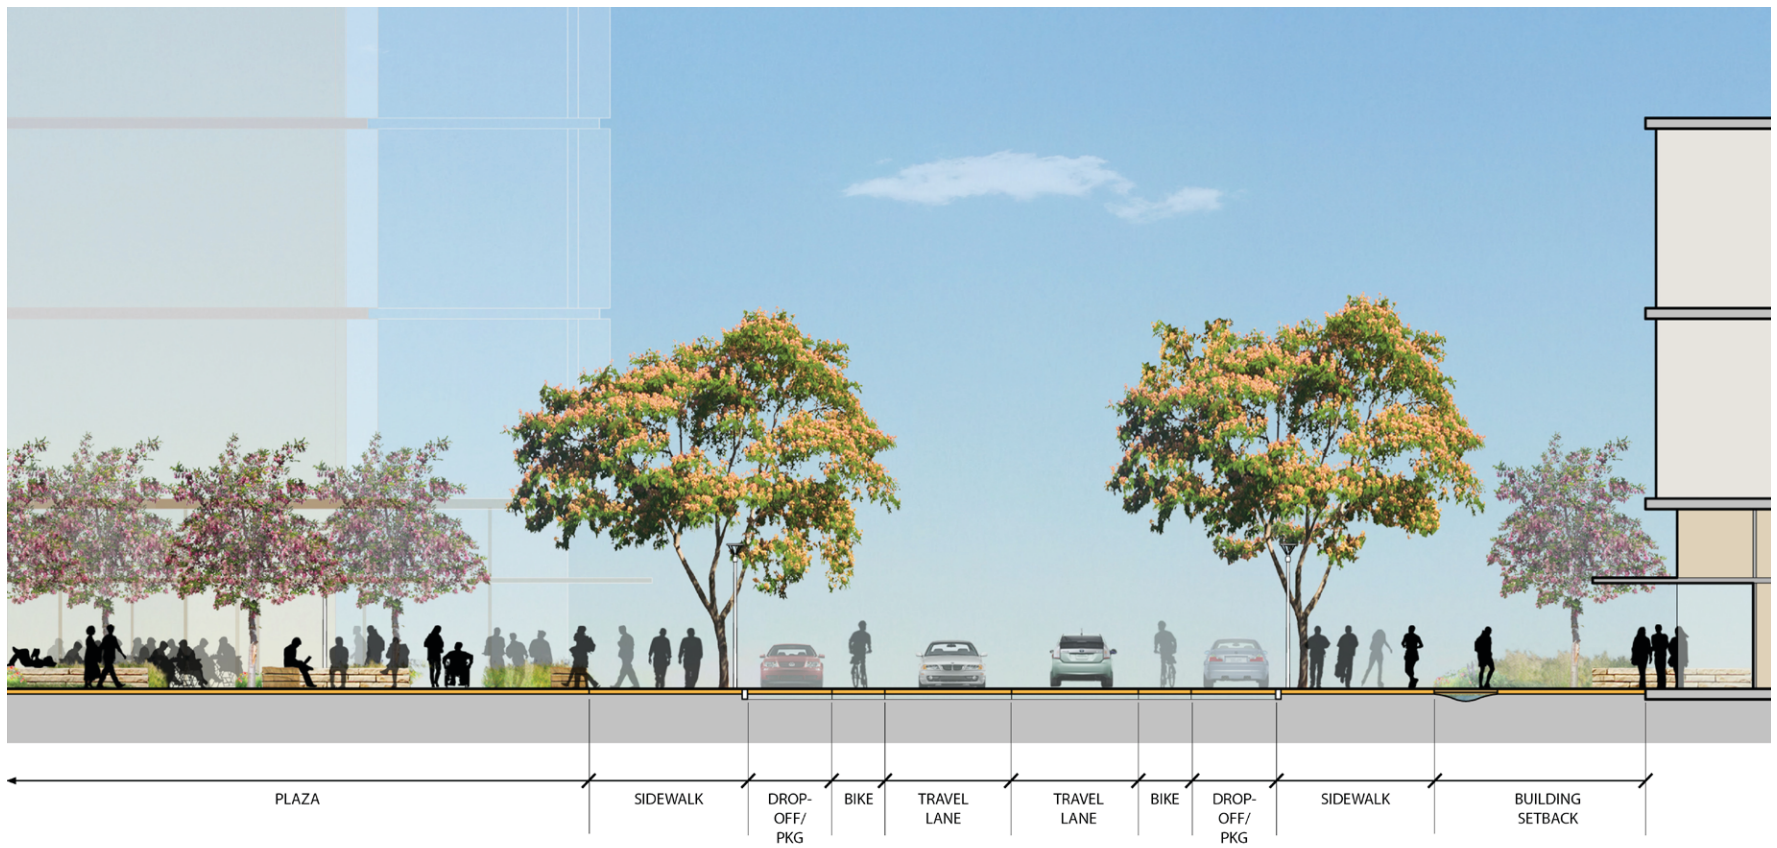 PLAZA
SIDEWALK
DROP-
OFF/
PKG
BIKE
TRAVEL
LANE
TRAVEL
LANE
BIKE
DROP-
OFF/
PKG
SIDEWALK
BUILDING
SETBACK